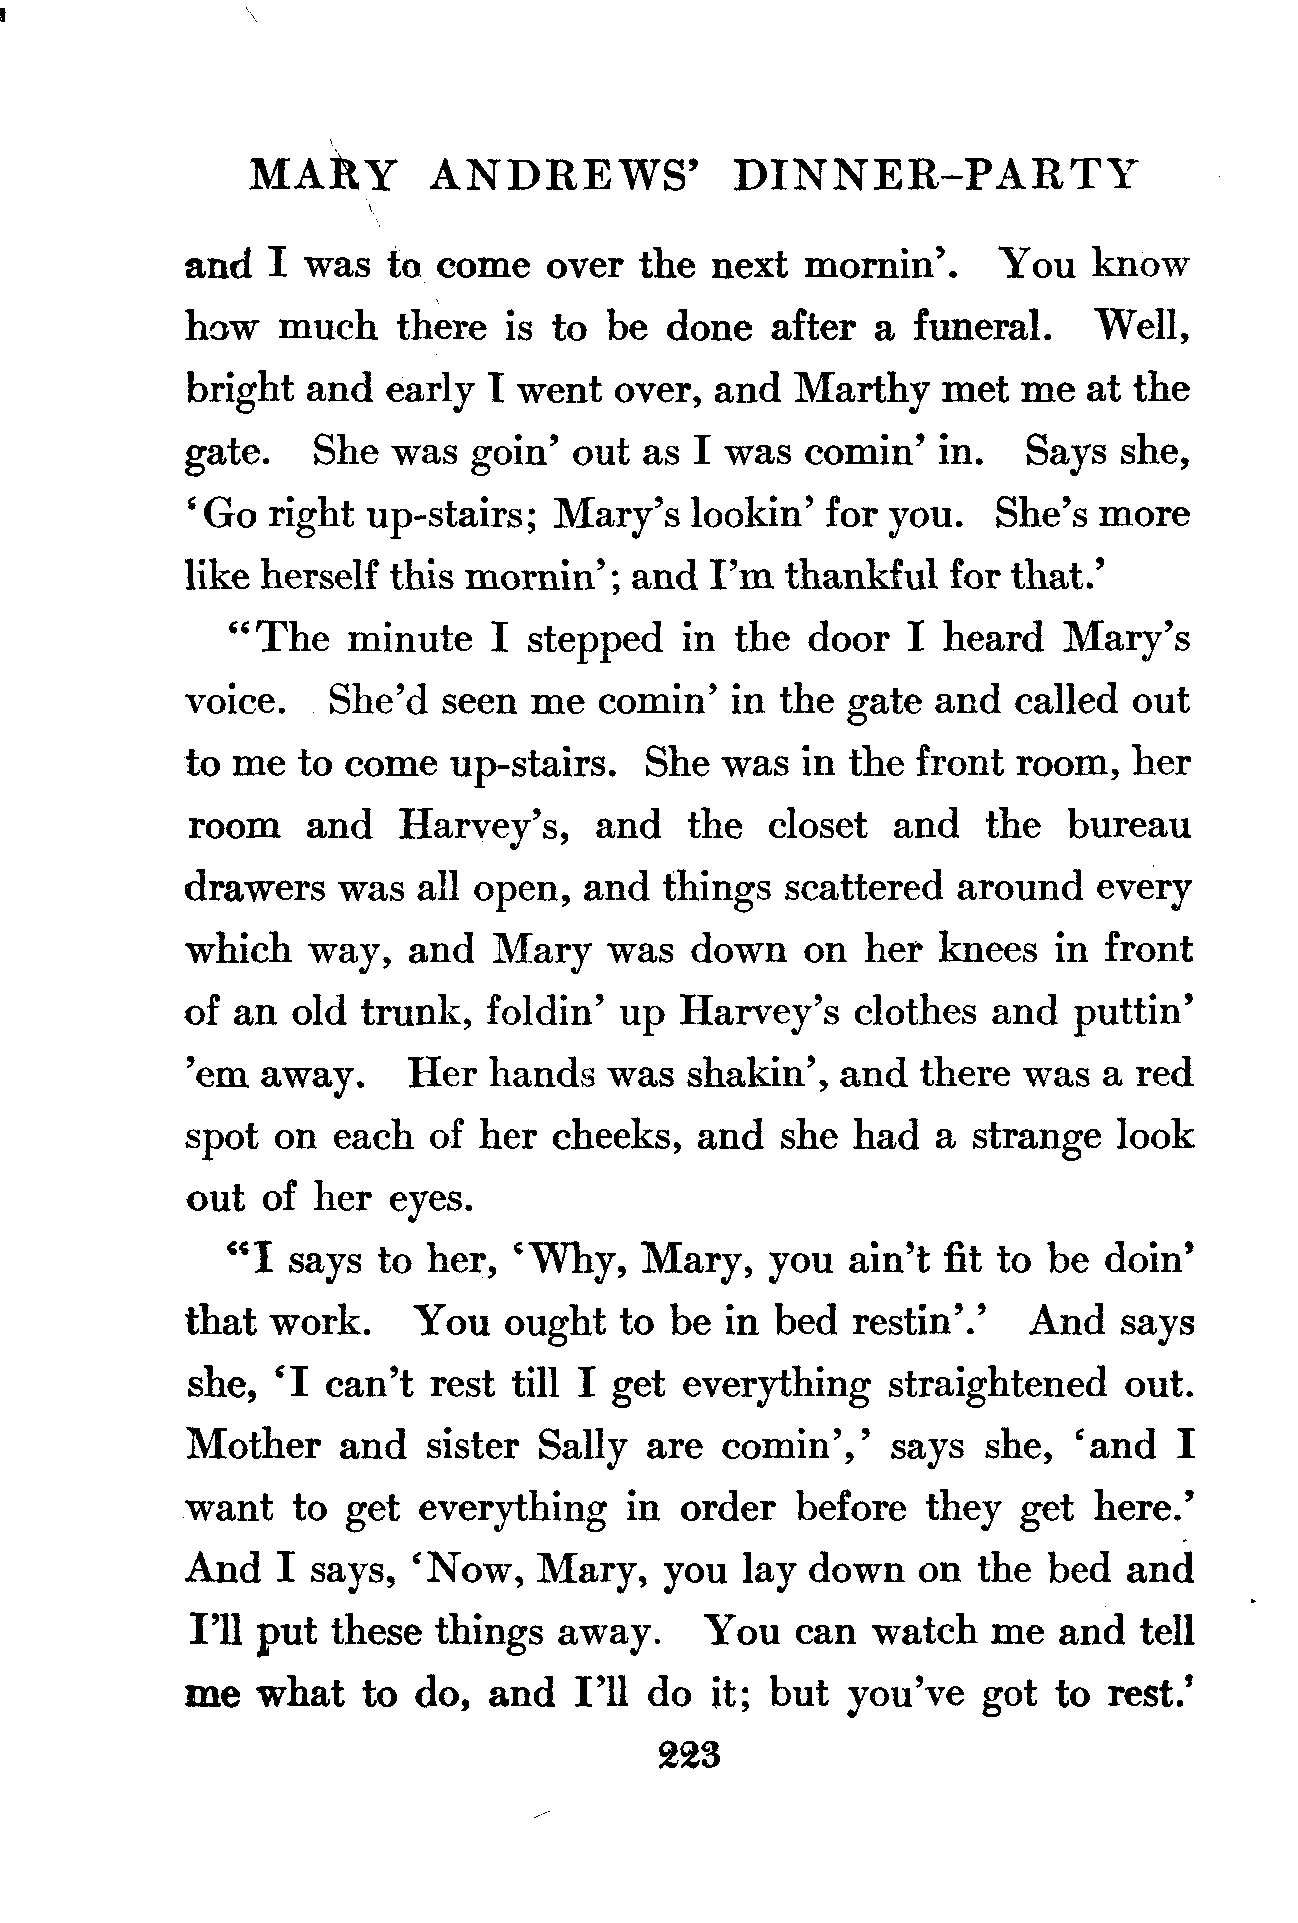 MARY ANDREWS’ DINNER-PARTY
and I was to come over the next mornin’. You know
how much there is to be done after a funeral. Well,
bright and early I went over, and Marthy met me at the
gate. She was goin’ out as I was comin’ in. Says she,
‘Go right up-stairs; Mary’s lookin’ for you. She’s more
like herself this mornin’; and I’m thankful for that.’
“The minute I stepped in the door I heard Mary’s
voice. She’d seen me comin’ in the gate and called out
to me to come up-stairs. She was in the front room, her
room and Harvey’s, and the closet and the bureau
drawers was all open, and things scattered around every
which way, and Mary was down on her knees in front
of an old trunk, foldin’ up Harvey’s clothes and puttin’
’em away. Her hands was shakin’, and there was a red
spot on each of her cheeks, and she had a strange look
out of her eyes.
“I says to her, ‘Why, Mary, you ain’t fit to be doin’
that work. You ought to be in bed restin’.’ And says
she, ‘I can’t rest till I get everything straightened out.
Mother and sister Sally are comin’,’ says she, ‘and I
want to get everything in order before they get here.’
And I says, ‘Now, Mary, you lay down on the bed and
I’ll put these things away. You can watch me and tell
me what to do, and I’ll do it; but you’ve got to rest.’
223